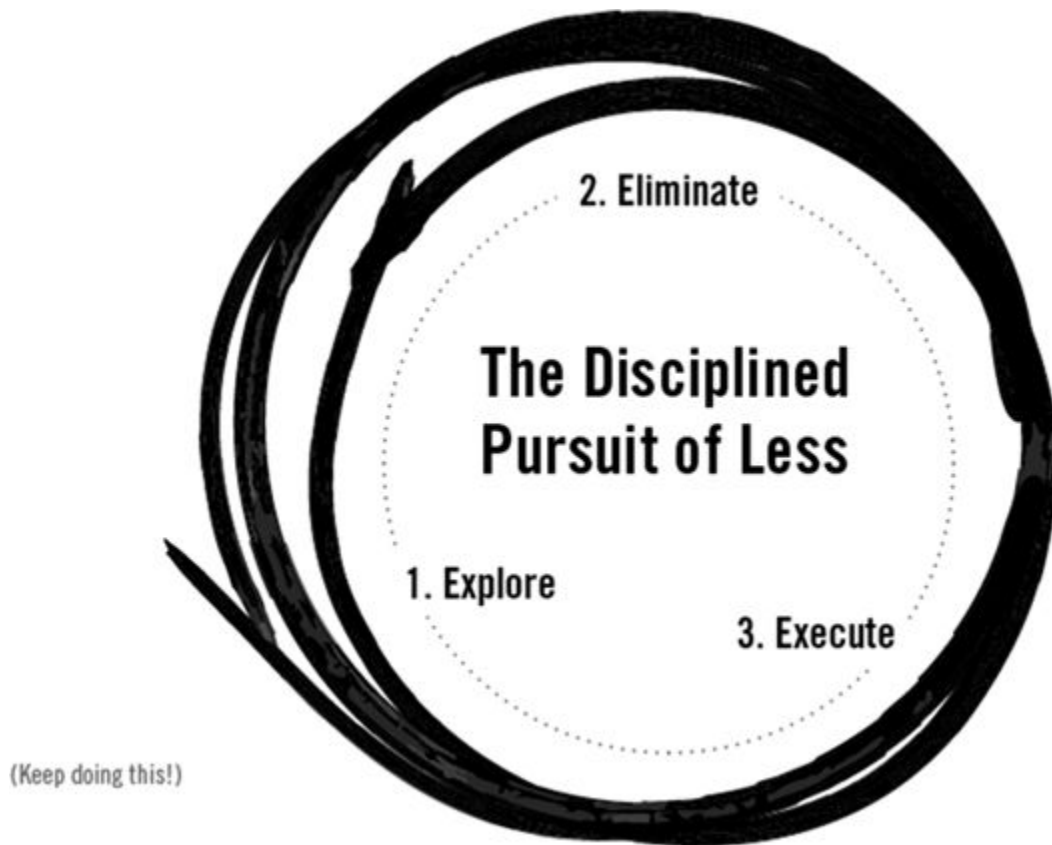 2. Eliminate
The Disciplined
Pursuit of Less
1. Explore
3. Execute
(Keep doing this!)